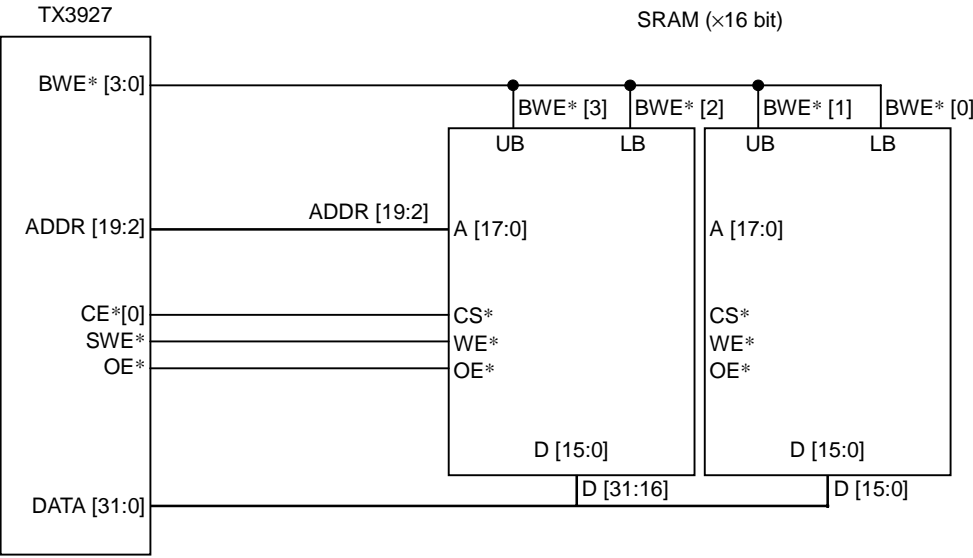 TX3927
SRAM (×16 bit)
BWE* [3:0]
BWE* [3]
BWE* [2]
BWE* [1]
BWE* [0]
UB
LB
UB
LB
ADDR [19:2]
ADDR [19:2]
A [17:0]
A [17:0]
CE*[0]
CS*
CS*
SWE*
WE*
WE*
OE*
OE*
OE*
D [15:0]
D [15:0]
D [31:16]
D [15:0]
DATA [31:0]